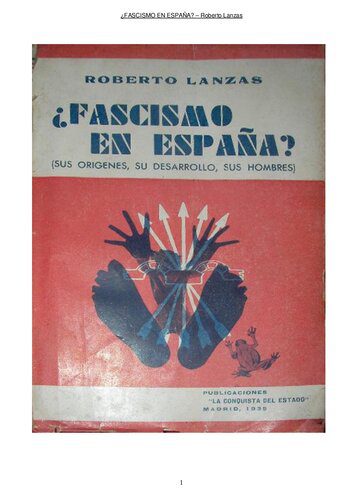 ¿FASCISMO EN ESPAÑA? – Roberto Lanzas
ROBERTO LANZAS
¿FASCISMO
EN ESPAÑA?
(SUS ORIGENES, SU DESARROLLO, SUS HOMBRES)
PUBLICACIONES
"LA CONQUISTA DEL ESTADO"
MADRID, 1935
1